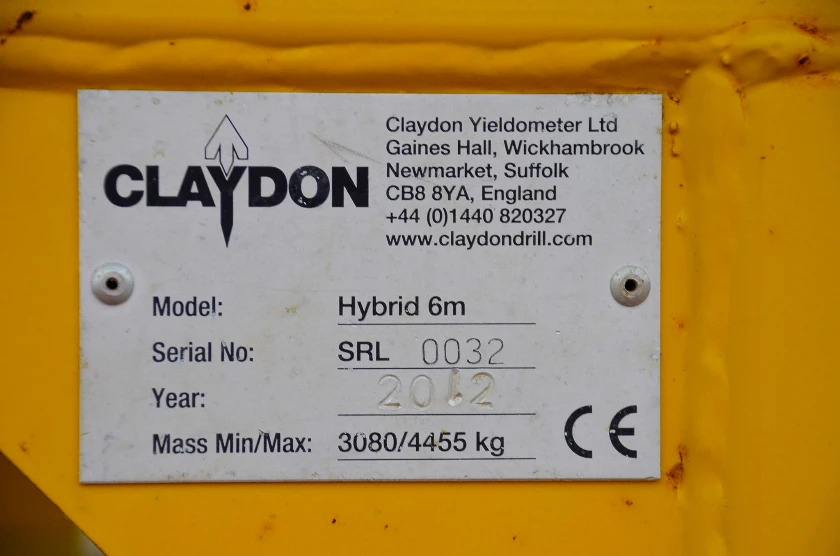 CLAYDON
Claydon Yieldometer Ltd
Gaines Hall, Wickhambrook
Newmarket, Suffolk
CB8 8YA, England
+44 (0)1440 820327
www.claydondrill.com
Model: Hybrid 6m
Serial No: SRL 0032
Year: 2012
Mass Min/Max: 3080/4455 kg
CE